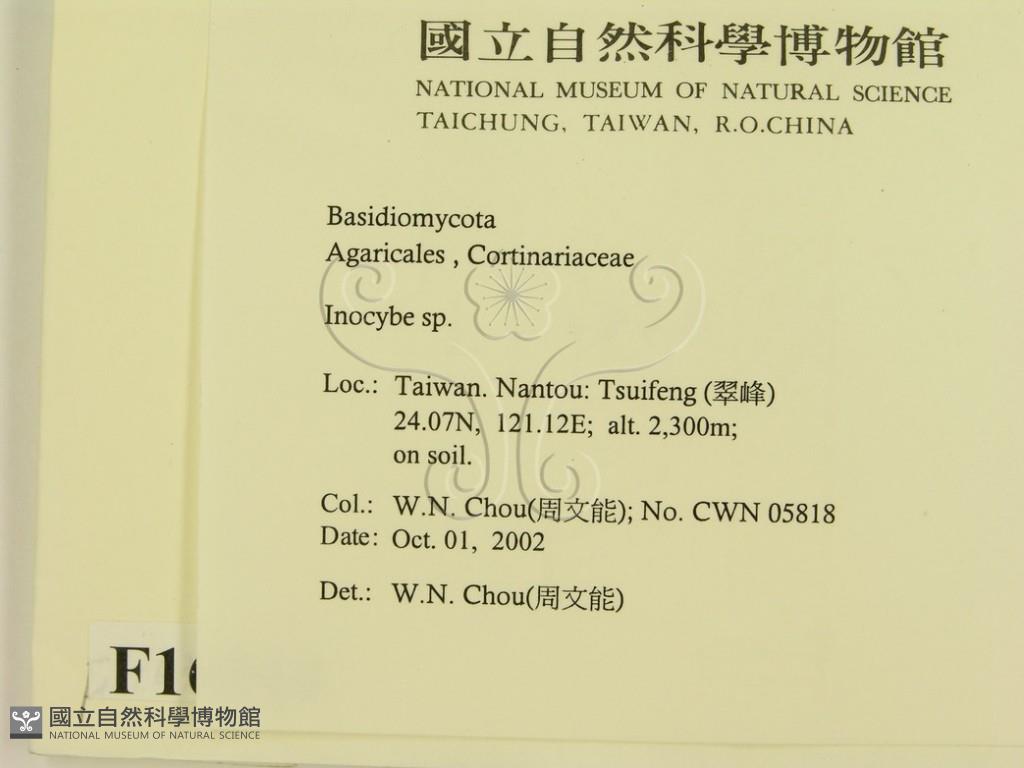 國立自然科學博物館
NATIONAL MUSEUM OF NATURAL SCIENCE
TAICHUNG, TAIWAN, R.O.CHINA
Basidiomycota
Agaricales , Cortinariaceae
Inocybe sp.
Loc.: Taiwan. Nantou: Tsuifeng (翠峰)
24.07N, 121.12E; alt. 2,300m;
on soil.
Col.: W.N. Chou(周文能); No. CWN 05818
Date: Oct. 01, 2002
Det.: W.N. Chou(周文能)
國立自然科學博物館
NATIONAL MUSEUM OF NATURAL SCIENCE